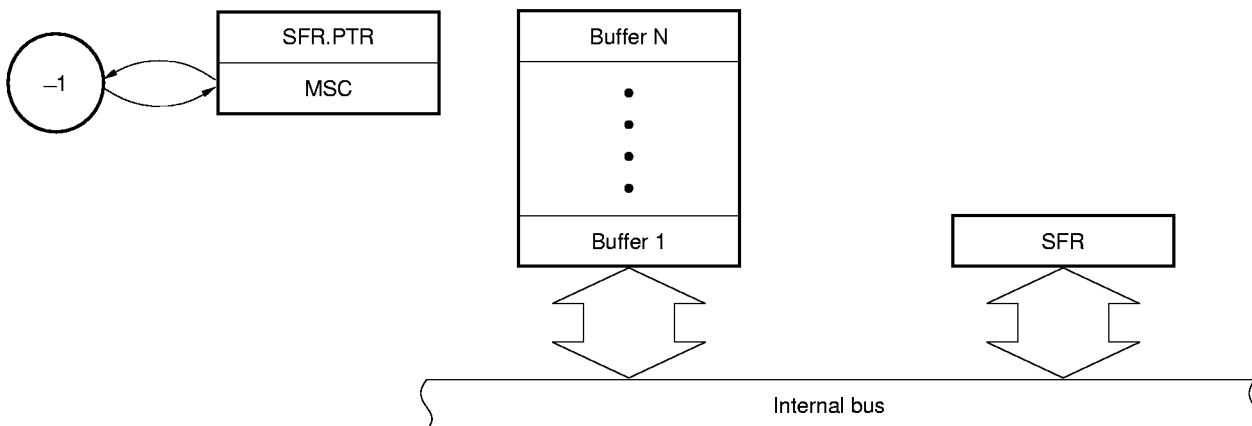 SFR.PTR
Buffer N
–1
MSC
Buffer 1
SFR
Internal bus